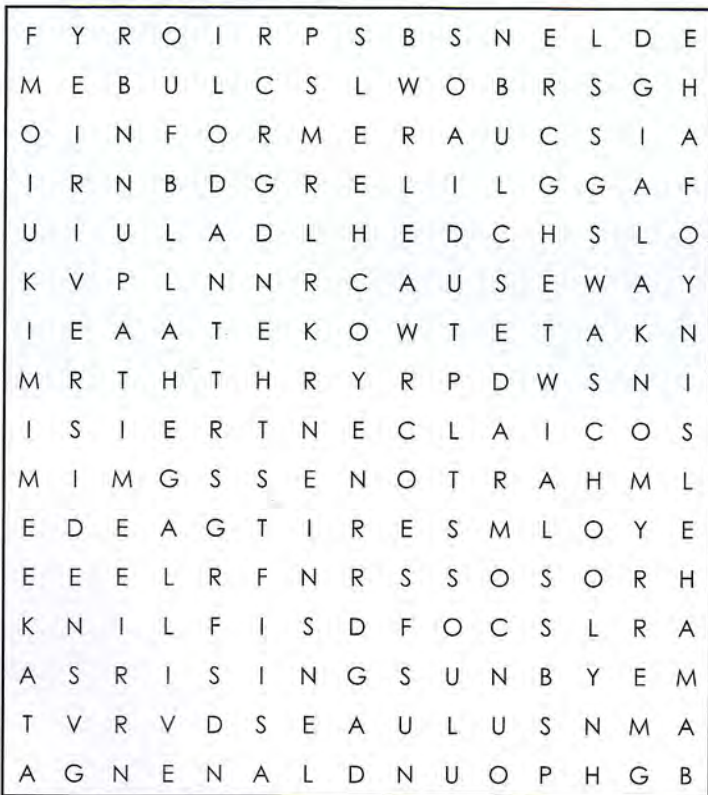 F Y R O I R P S B S N E L D E
M E B U L C S L W O B R S G H
O I N F O R M E R A U C S I A
I R N B D G R E L I L G G A F
U I U L A D L H E D C H S L O
K V P L N N R C A U S E W A Y
I E A A T E K O W T E T A K N
M R T H T H R Y R P D W S N I
I S I E R T N E C L A I C O S
M I M G S S E N O T R A H M L
E D E A G T I R E S M L O Y E
E E E L R F N R S S O S O R H
K N I L F I S D F O C S L R A
A S R I S I N G S U N B Y E M
T V R V D S E A U L U S N M A
A G N E N A L D N U O P H G B